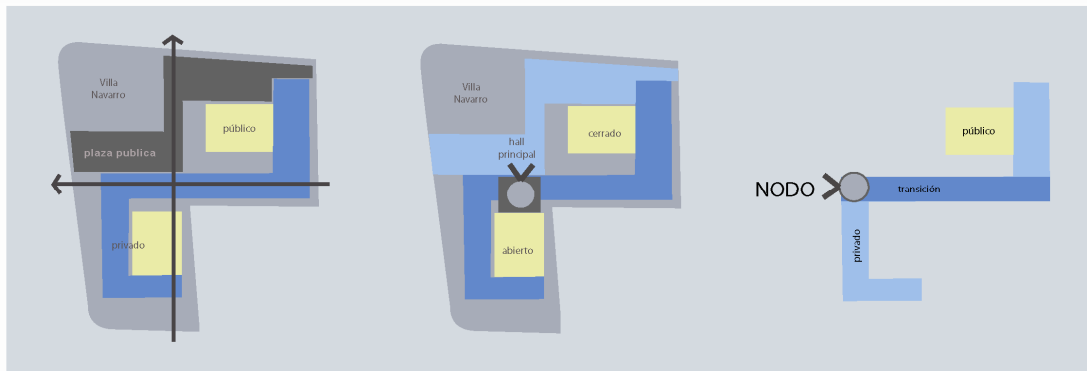 Villa
Navarro
público
plaza publica
privado
Villa
Navarro
cerrado
hall
principal
abierto
público
NODO
transición
privado